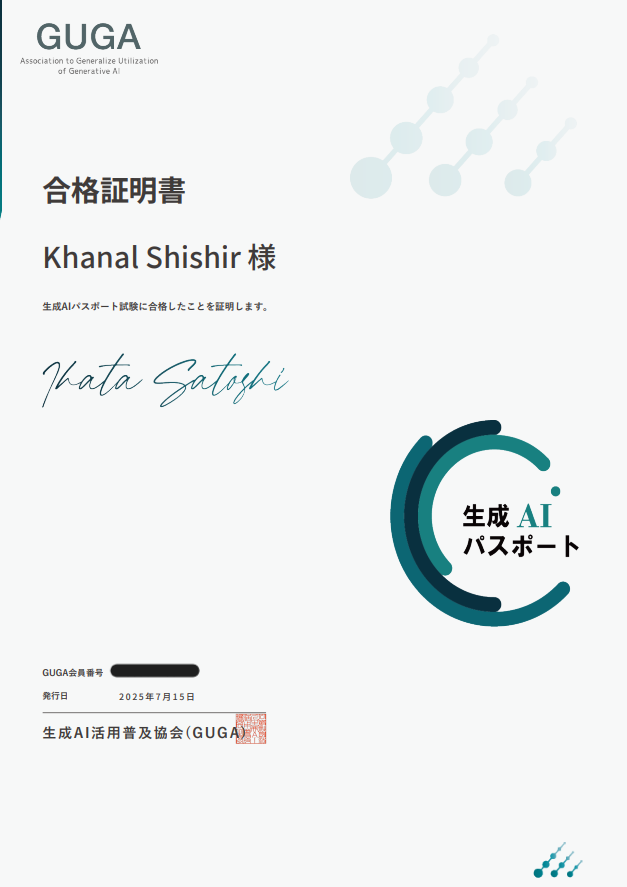 GUGA
Association to Generalize Utilization
of Generative AI
合格証明書
Khanal Shishir 様
生成AIパスポート試験に合格したことを証明します。
Ihata Satoshi
生成 AI
パスポート
GUGA会員番号
発行日 2025年7月15日
生成AI活用普及協会(GUGA)